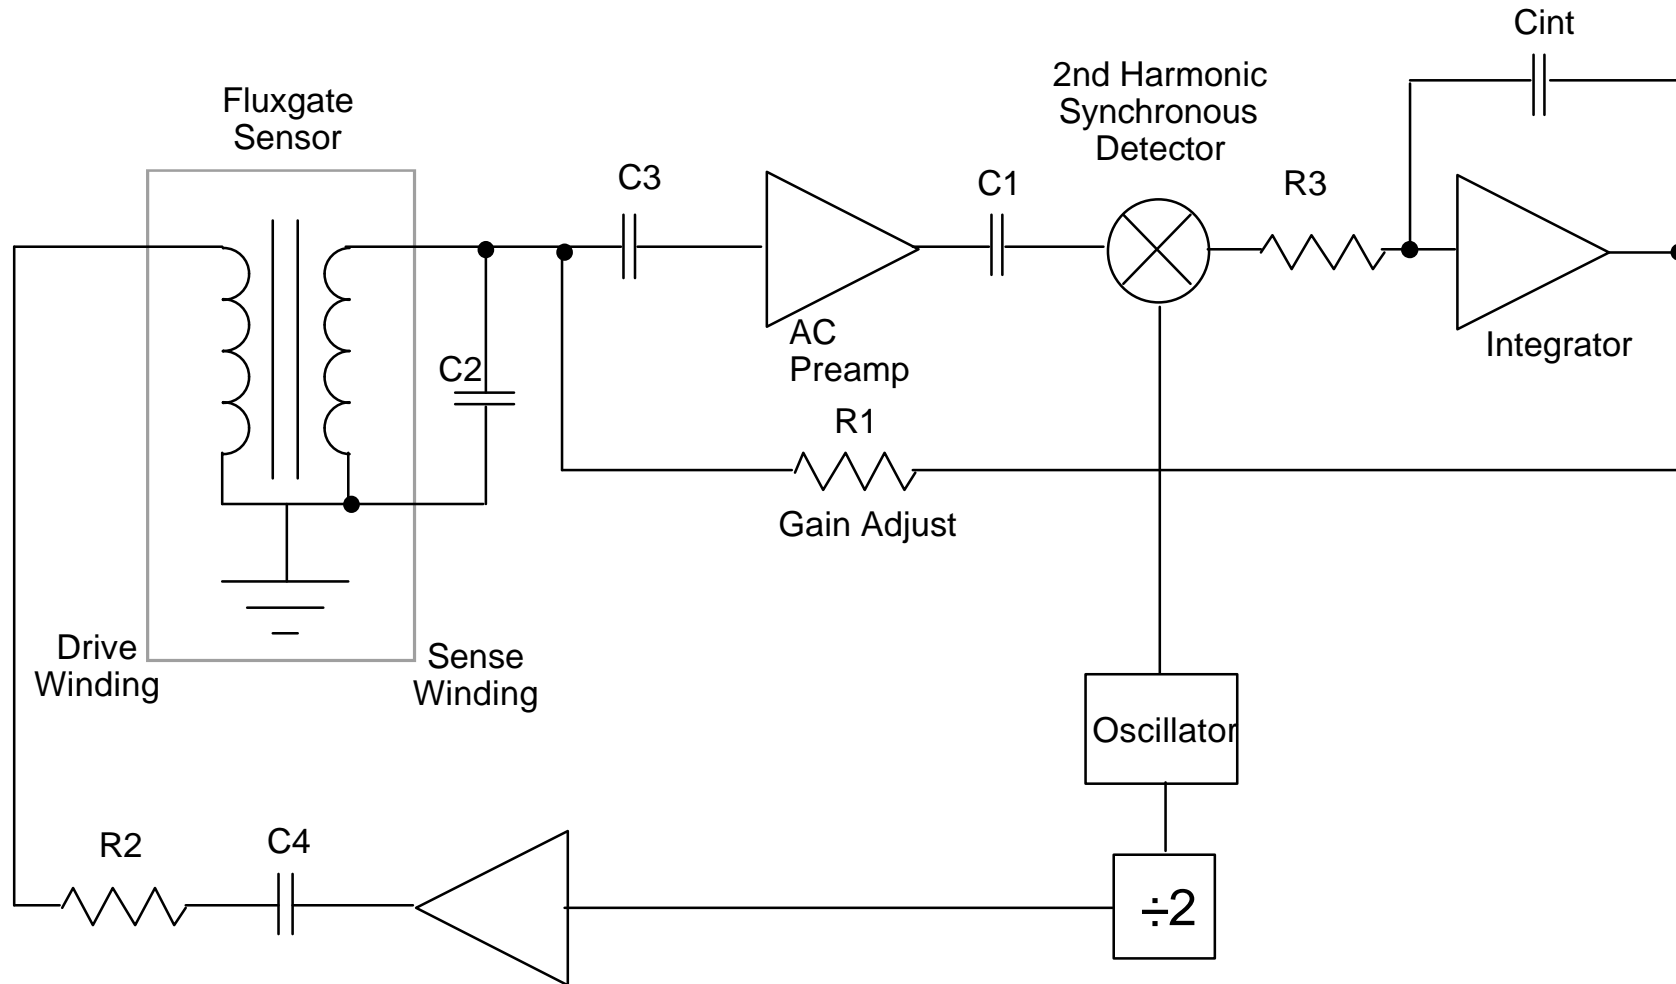 Cint
2nd Harmonic
Synchronous
Detector
Fluxgate
Sensor
C3
C1
R3
AC
Preamp
Integrator
C2
R1
Gain Adjust
Drive
Winding
Sense
Winding
Oscillator
R2
C4
÷2